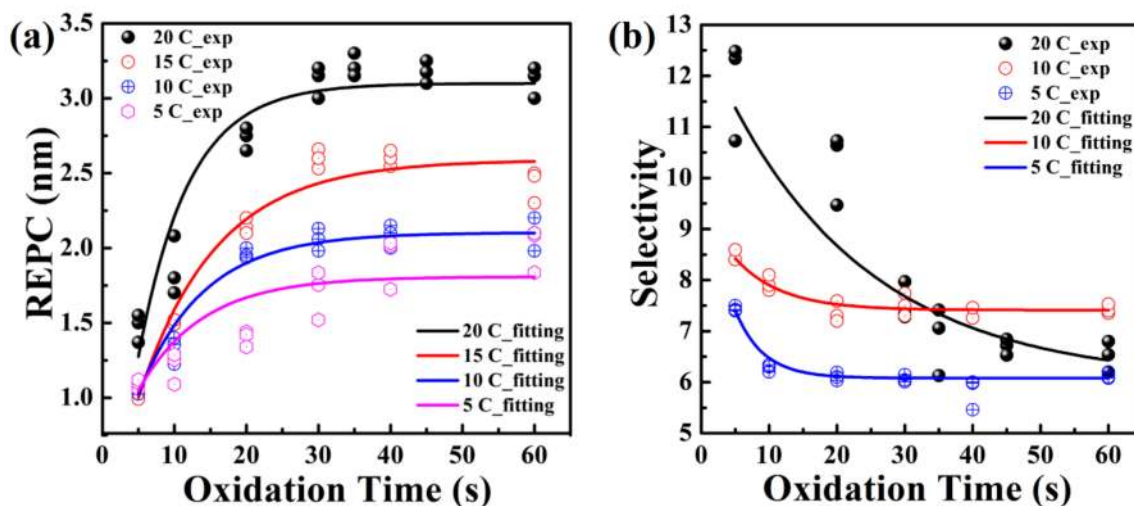 (a)
REPC (nm)
3.5
3.0
2.5
2.0
1.5
1.0
20 C_exp
15 C_exp
10 C_exp
5 C_exp
20 C_fitting
15 C_fitting
10 C_fitting
5 C_fitting
0 10 20 30 40 50 60
Oxidation Time (s)
(b)
Selectivity
13
12
11
10
9
8
7
6
5
20 C_exp
10 C_exp
5 C_exp
20 C_fitting
10 C_fitting
5 C_fitting
0 10 20 30 40 50 60
Oxidation Time (s)